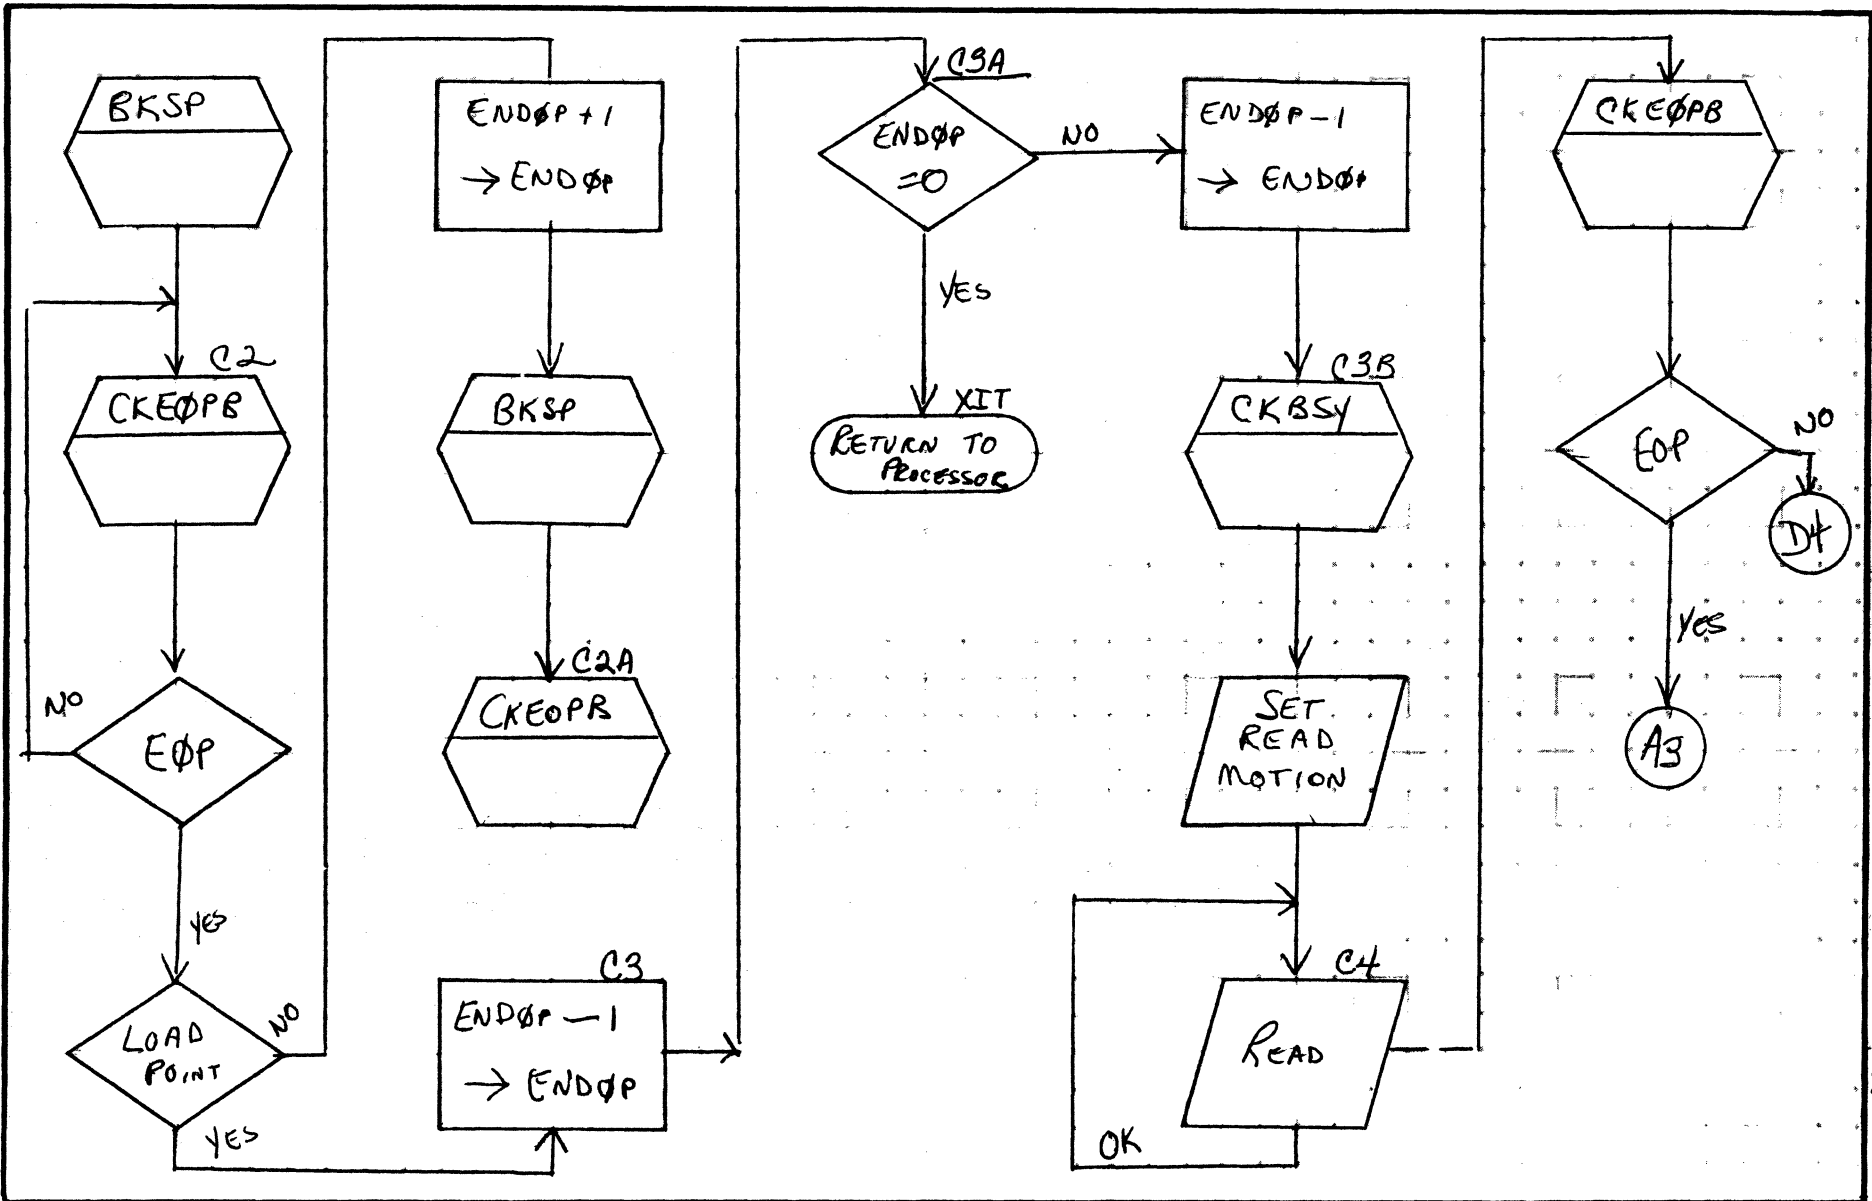 BKSP
C2
CKEØPB
NO
EØP
YES
LOAD
POINT
NO
YES
ENDØP + 1
→ ENDØP
BKSP
C2A
CKEOPB
C3
ENDØP — 1
→ ENDØP
C3A
ENDØP
=0
NO
YES
XIT
RETURN TO
PROCESSOR
ENDØP - 1
→ ENDØP
C3B
CKBSY
SET
READ
MOTION
C4
READ
OK
CKEØPB
EOP
NO
D4
YES
A3